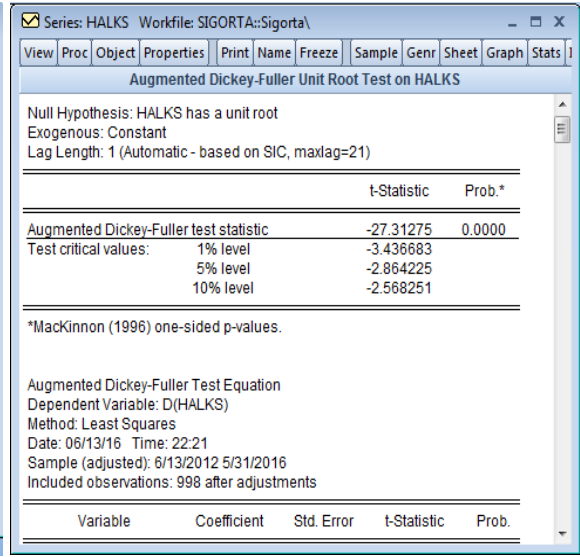 Series: HALKS Workfile: SIGORTA::Sigorta\
View Proc Object Properties Print Name Freeze Sample Genr Sheet Graph Stats
Augmented Dickey-Fuller Unit Root Test on HALKS
Null Hypothesis: HALKS has a unit root
Exogenous: Constant
Lag Length: 1 (Automatic - based on SIC, maxlag=21)
t-Statistic Prob.*
Augmented Dickey-Fuller test statistic -27.31275 0.0000
Test critical values: 1% level -3.436683
5% level -2.864225
10% level -2.568251
*MacKinnon (1996) one-sided p-values.
Augmented Dickey-Fuller Test Equation
Dependent Variable: D(HALKS)
Method: Least Squares
Date: 06/13/16 Time: 22:21
Sample (adjusted): 6/13/2012 5/31/2016
Included observations: 998 after adjustments
Variable Coefficient Std. Error t-Statistic Prob.